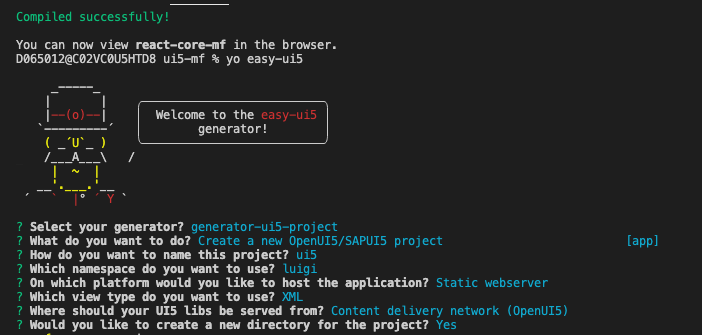 Compiled successfully!
You can now view react-core-mf in the browser.
D065012@C02VC0U5HTD8 ui5-mf % yo easy-ui5
Welcome to the easy-ui5
generator!
? Select your generator? generator-ui5-project
? What do you want to do? Create a new OpenUI5/SAPUI5 project [app]
? How do you want to name this project? ui5
? Which namespace do you want to use? luigi
? On which platform would you like to host the application? Static webserver
? Which view type do you want to use? XML
? Where should your UI5 libs be served from? Content delivery network (OpenUI5)
? Would you like to create a new directory for the project? Yes